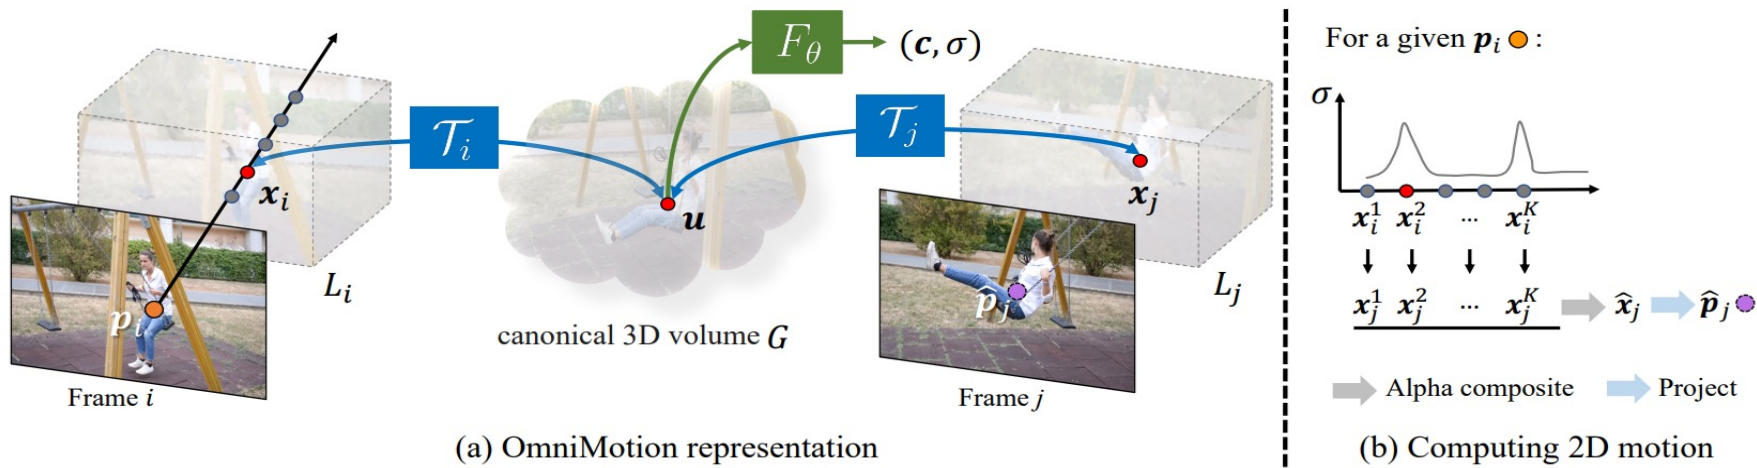 F_θ
(c, σ)
T_i
T_j
x_i
u
x_j
L_i
L_j
p_i
p̂_j
canonical 3D volume G
Frame i
Frame j
(a) OmniMotion representation
For a given p_i :
σ
x_i^1 x_i^2 ... x_i^K
x_j^1 x_j^2 ... x_j^K x̂_j p̂_j
Alpha composite Project
(b) Computing 2D motion